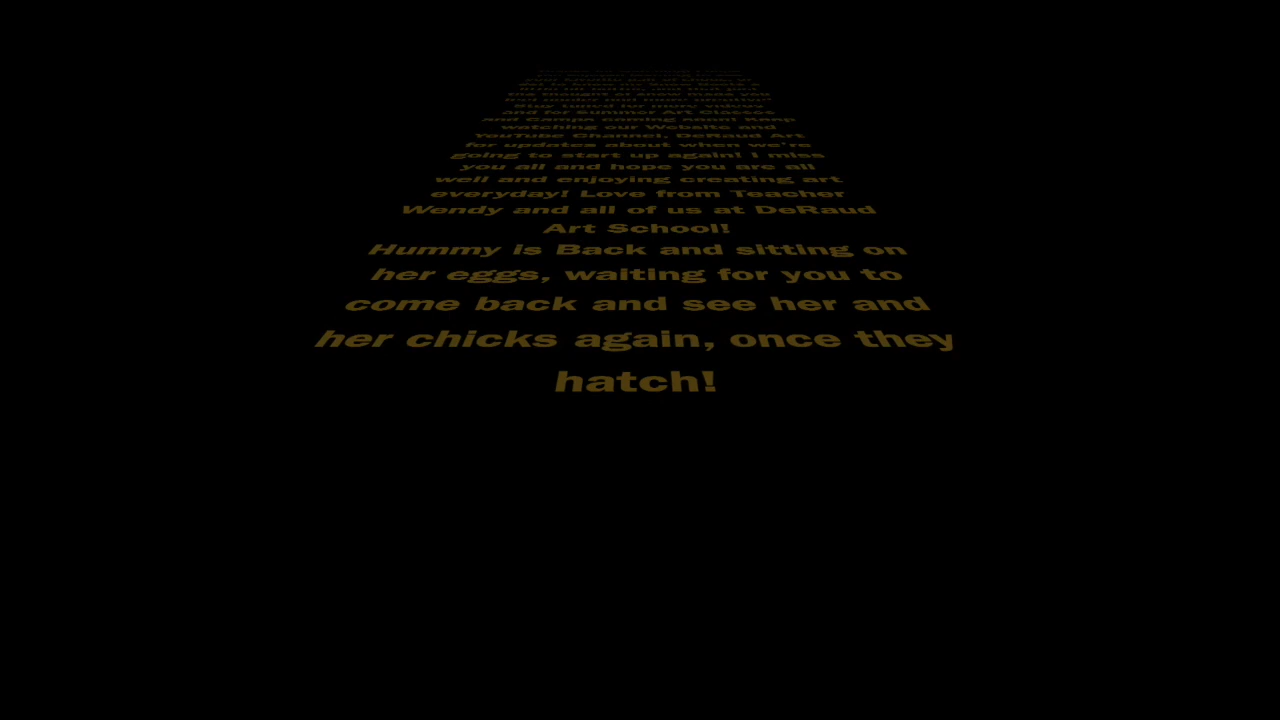 Stay tuned for more videos
and for Summer Art Classes
and Camps coming soon! Keep
watching our Website and
YouTube Channel, DeRaud Art
for updates about when we're
going to start up again! I miss
you all and hope you are all
well and enjoying creating art
everyday! Love from Teacher
Wendy and all of us at DeRaud
Art School!
Hummy is Back and sitting on
her eggs, waiting for you to
come back and see her and
her chicks again, once they
hatch!